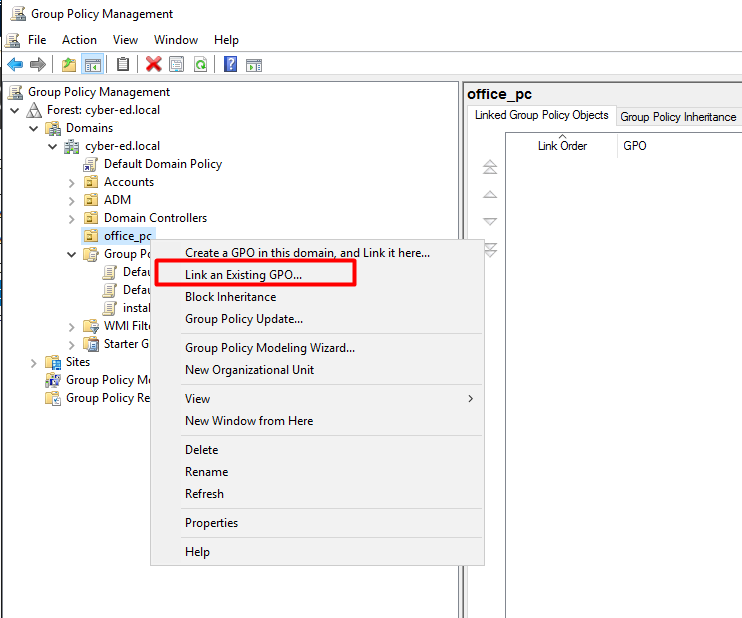 Group Policy Management
File Action View Window Help
Group Policy Management
Forest: cyber-ed.local
Domains
cyber-ed.local
Default Domain Policy
Accounts
ADM
Domain Controllers
office_pc
Group Po
Defau
Defau
instal
WMI Filte
Starter G
Sites
Group Policy Mo
Group Policy Re
Create a GPO in this domain, and Link it here...
Link an Existing GPO...
Block Inheritance
Group Policy Update...
Group Policy Modeling Wizard...
New Organizational Unit
View
New Window from Here
Delete
Rename
Refresh
Properties
Help
office_pc
Linked Group Policy Objects Group Policy Inheritance
Link Order GPO